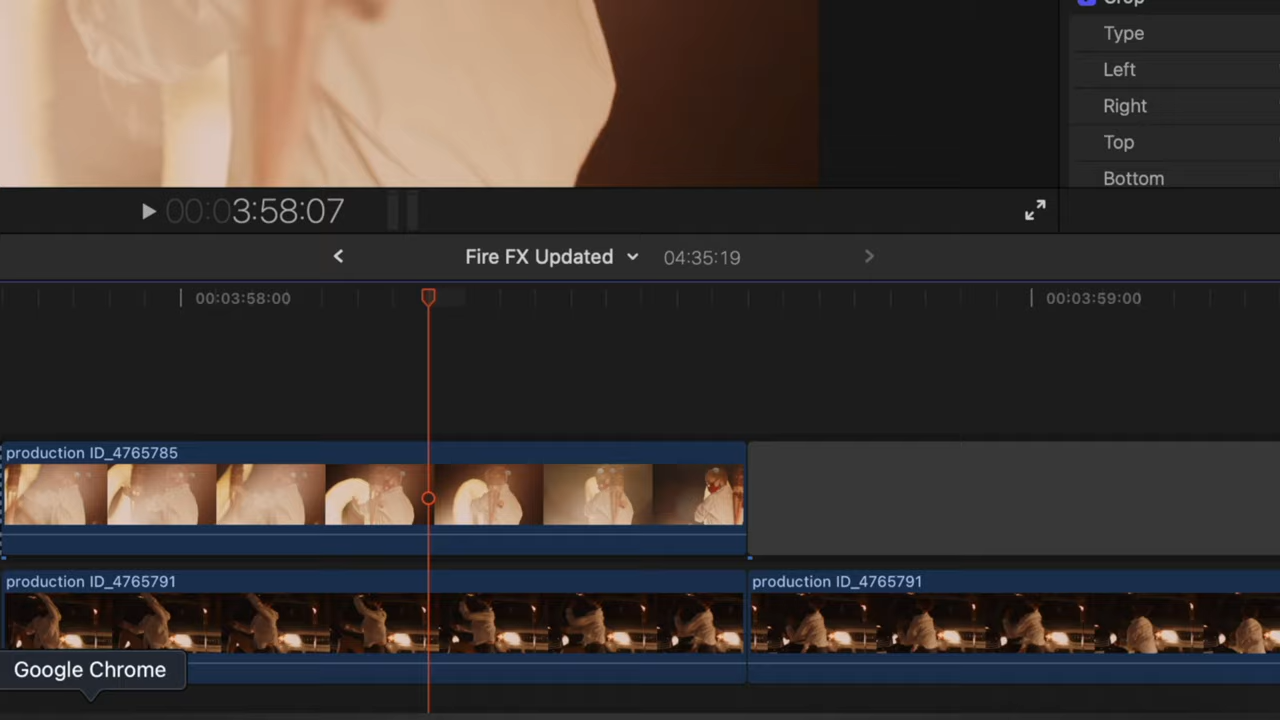 Crop
Type
Left
Right
Top
Bottom
00:03:58:07
Fire FX Updated 04:35:19
00:03:58:00 00:03:59:00
production ID_4765785
production ID_4765791 production ID_4765791
Google Chrome